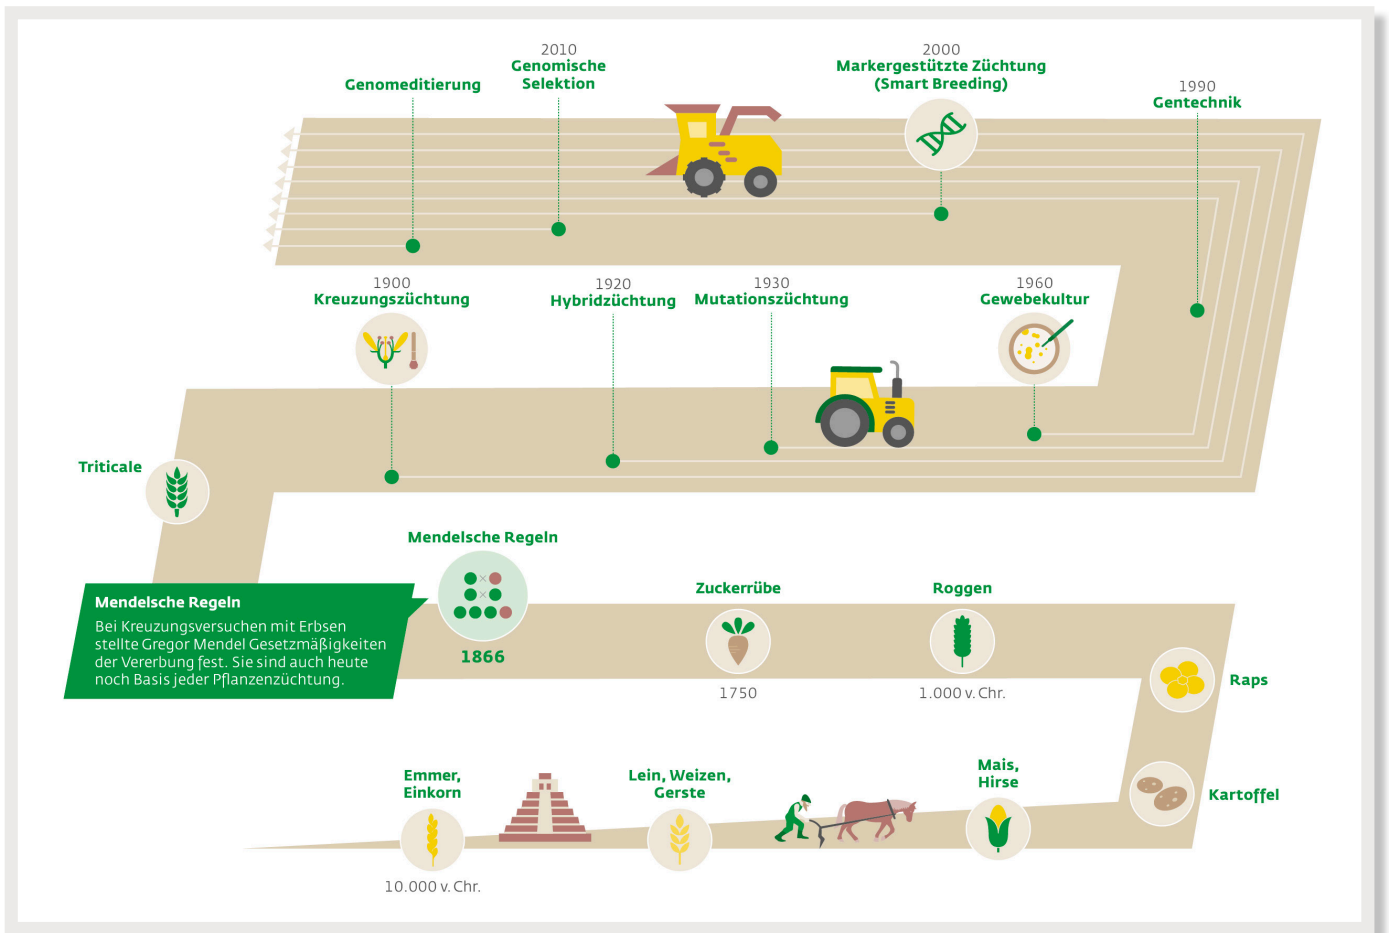 2010
Genomische
Selektion
Genomeditierung
2000
Markergestützte Züchtung
(Smart Breeding)
1990
Gentechnik
1900
Kreuzungszüchtung
1920
Hybridzüchtung
1930
Mutationszüchtung
1960
Gewebekultur
Triticale
Mendelsche Regeln
1866
Mendelsche Regeln
Bei Kreuzungsversuchen mit Erbsen
stellte Gregor Mendel Gesetzmäßigkeiten
der Vererbung fest. Sie sind auch heute
noch Basis jeder Pflanzenzüchtung.
Zuckerrübe
1750
Roggen
1.000 v. Chr.
Raps
Kartoffel
Mais,
Hirse
Lein, Weizen,
Gerste
Emmer,
Einkorn
10.000 v. Chr.